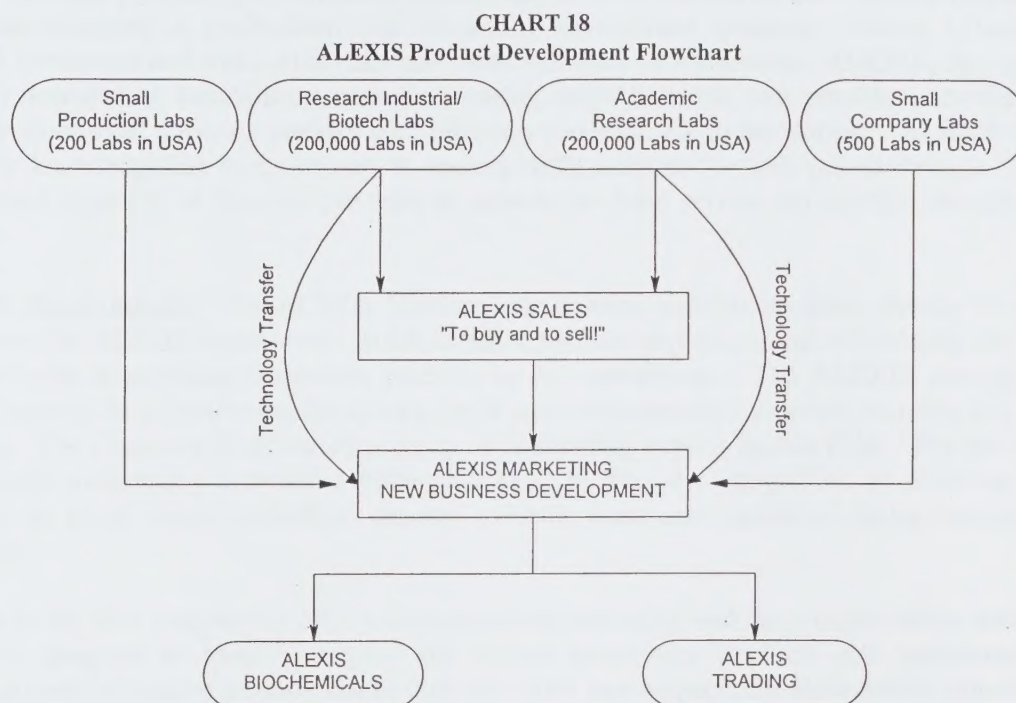 CHART 18
ALEXIS Product Development Flowchart
Small
Production Labs
(200 Labs in USA)
Research Industrial/
Biotech Labs
(200,000 Labs in USA)
Academic
Research Labs
(200,000 Labs in USA)
Small
Company Labs
(500 Labs in USA)
Technology Transfer
ALEXIS SALES
"To buy and to sell!"
Technology Transfer
ALEXIS MARKETING
NEW BUSINESS DEVELOPMENT
ALEXIS
BIOCHEMICALS
ALEXIS
TRADING